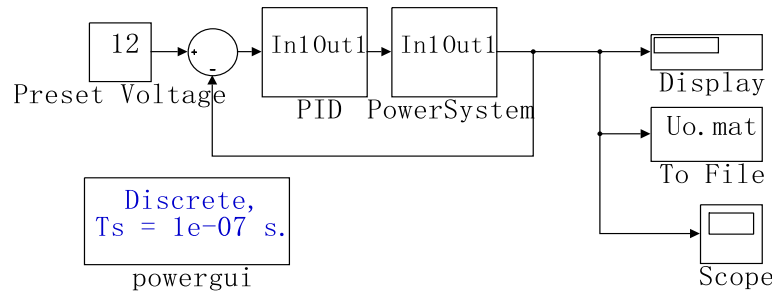 12
Preset Voltage
+
-
In1Out1
PID
In1Out1
PowerSystem
Display
Uo.mat
To File
Scope
Discrete,
Ts = 1e-07 s.
powergui